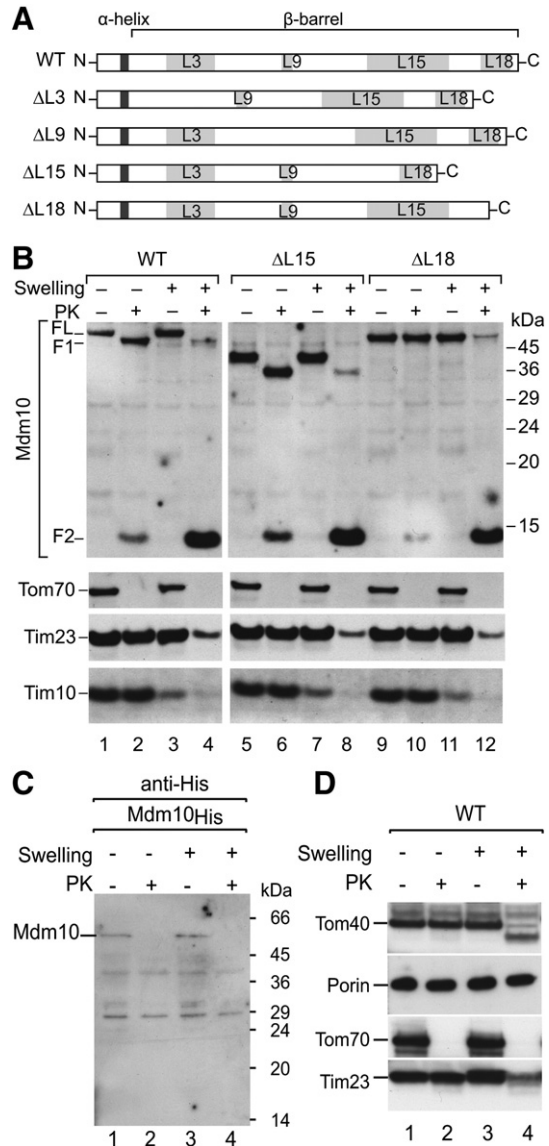 A
α-helix β-barrel
WT N C L3 L9 L15 L18
ΔL3 N L9 L15 L18 C
ΔL9 N L3 L15 L18 C
ΔL15 N L3 L9 L18 C
ΔL18 N L3 L9 L15 C
B
WT ΔL15 ΔL18
Swelling – – + + – – + + – – + +
PK – + – + – + – + – + – +
kDa
Mdm10
FL
F1
F2
45
36
29
24
20
15
Tom70
Tim23
Tim10
1 2 3 4 5 6 7 8 9 10 11 12
C
anti-His
Mdm10His
Swelling - - + +
PK - + - +
kDa
Mdm10
66
45
36
29
24
20
14
1 2 3 4
D
WT
Swelling - - + +
PK - + - +
Tom40
Porin
Tom70
Tim23
1 2 3 4